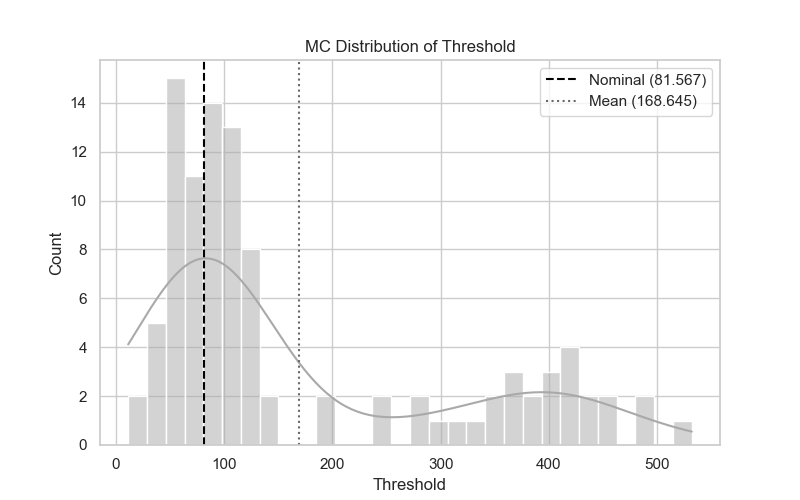 MC Distribution of Threshold
Nominal (81.567)
Mean (168.645)
Count
14
12
10
8
6
4
2
0
0 100 200 300 400 500
Threshold